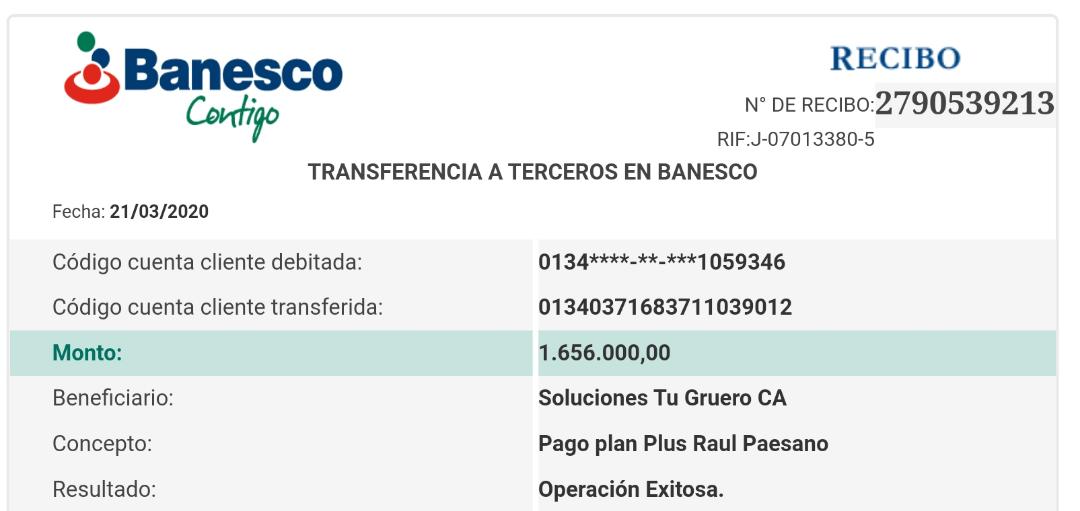 Banesco
Contigo
RECIBO
N° DE RECIBO:2790539213
RIF:J-07013380-5
TRANSFERENCIA A TERCEROS EN BANESCO
Fecha: 21/03/2020
Código cuenta cliente debitada: 0134****-**-***1059346
Código cuenta cliente transferida: 01340371683711039012
Monto: 1.656.000,00
Beneficiario: Soluciones Tu Gruero CA
Concepto: Pago plan Plus Raul Paesano
Resultado: Operación Exitosa.